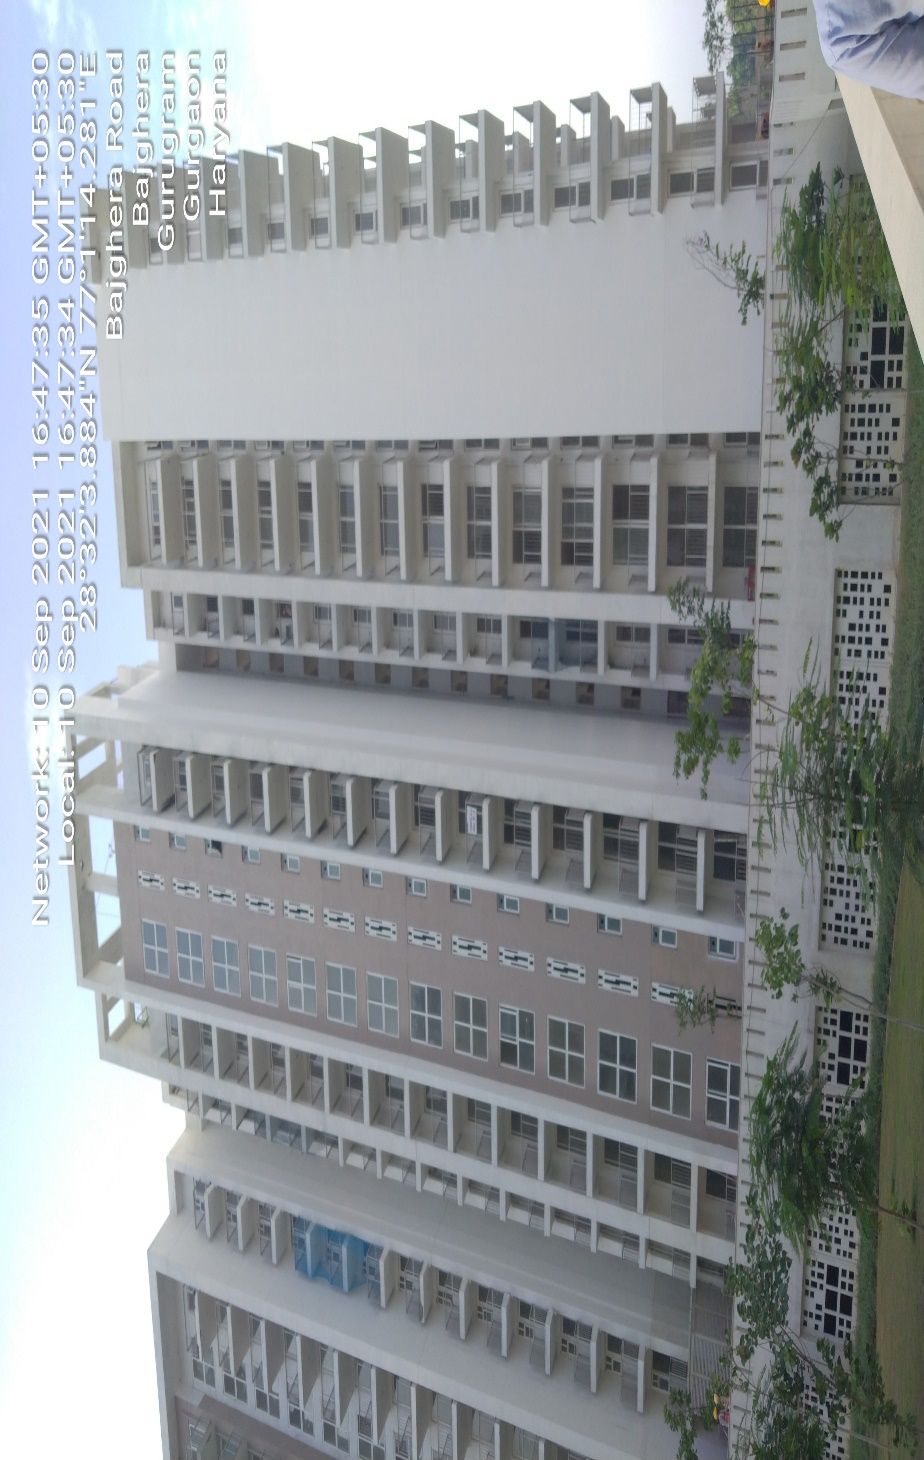 Network: 10 Sep 2021 16:47:35 GMT+05:30
Local: 10 Sep 2021 16:47:34 GMT+05:30
28°32'3.884"N 77°1'14.281"E
Bajghera Road
Bajghera
Gurugram
Gurgaon
Haryana